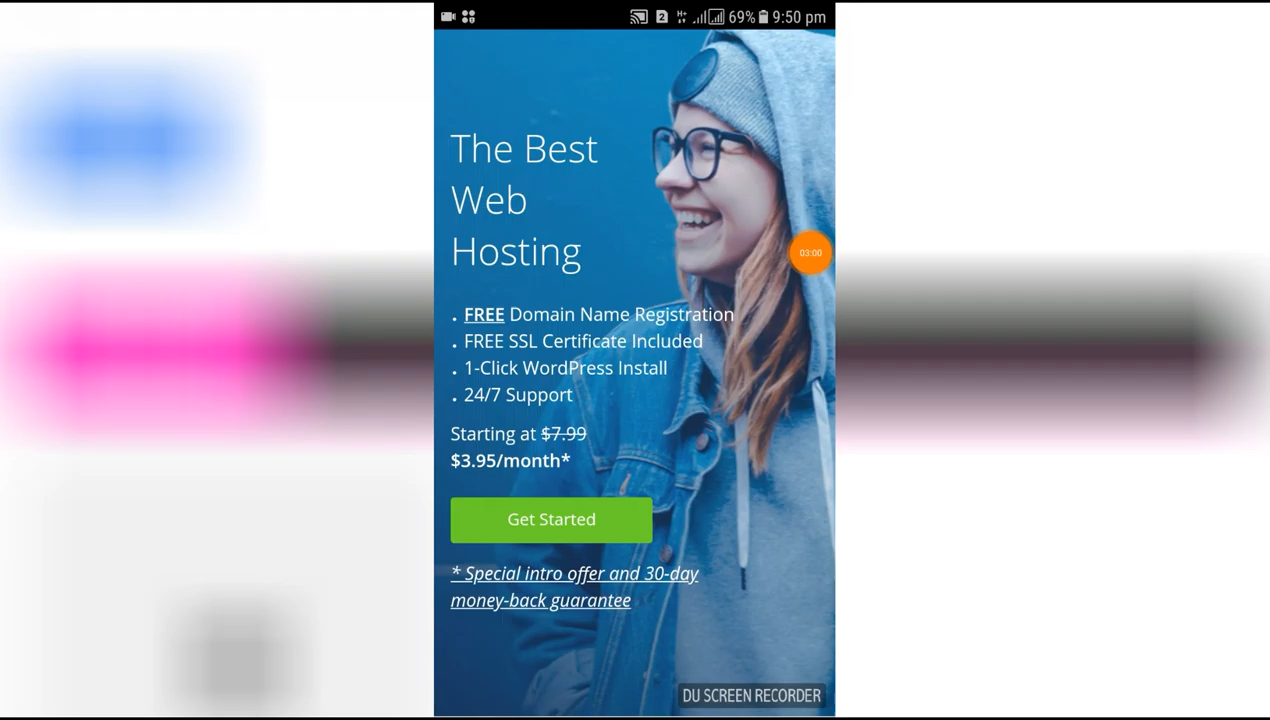 2 H+ 69% 9:50 pm
The Best
Web
Hosting
03:00
. FREE Domain Name Registration
. FREE SSL Certificate Included
. 1-Click WordPress Install
. 24/7 Support
Starting at $7.99
$3.95/month*
Get Started
* Special intro offer and 30-day
money-back guarantee
DU SCREEN RECORDER